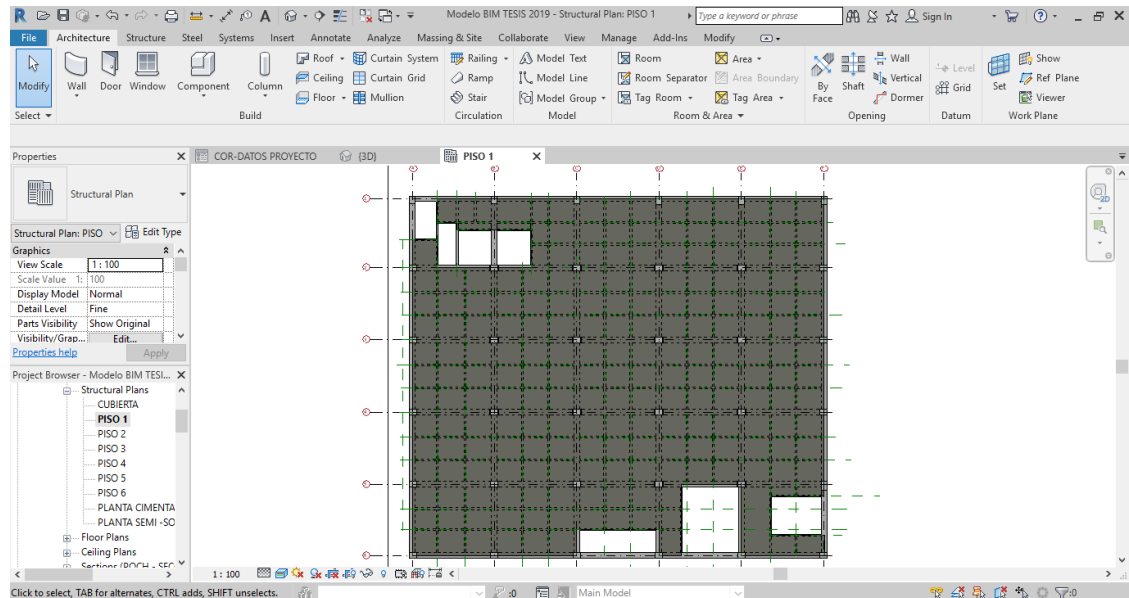 Modelo BIM TESIS 2019 - Structural Plan: PISO 1
Type a keyword or phrase
Sign In
File Architecture Structure Steel Systems Insert Annotate Analyze Massing & Site Collaborate View Manage Add-Ins Modify
Modify
Wall
Door
Window
Component
Column
Roof
Ceiling
Floor
Curtain System
Curtain Grid
Mullion
Railing
Ramp
Stair
Model Text
Model Line
Model Group
Room
Room Separator
Tag Room
Area
Area Boundary
Tag Area
By Face
Shaft
Wall
Vertical
Dormer
Level
Grid
Set
Show
Ref Plane
Viewer
Select
Build
Circulation
Model
Room & Area
Opening
Datum
Work Plane
Properties
COR-DATOS PROYECTO
{3D}
PISO 1
Structural Plan
Structural Plan: PISO
Edit Type
Graphics
View Scale 1 : 100
Scale Value 1: 100
Display Model Normal
Detail Level Fine
Parts Visibility Show Original
Visibility/Grap... Edit...
Properties help
Apply
Project Browser - Modelo BIM TESI...
Structural Plans
CUBIERTA
PISO 1
PISO 2
PISO 3
PISO 4
PISO 5
PISO 6
PLANTA CIMENTA
PLANTA SEMI -SO
Floor Plans
Ceiling Plans
1 : 100
Click to select, TAB for alternates, CTRL adds, SHIFT unselects.
:0
Main Model
:0